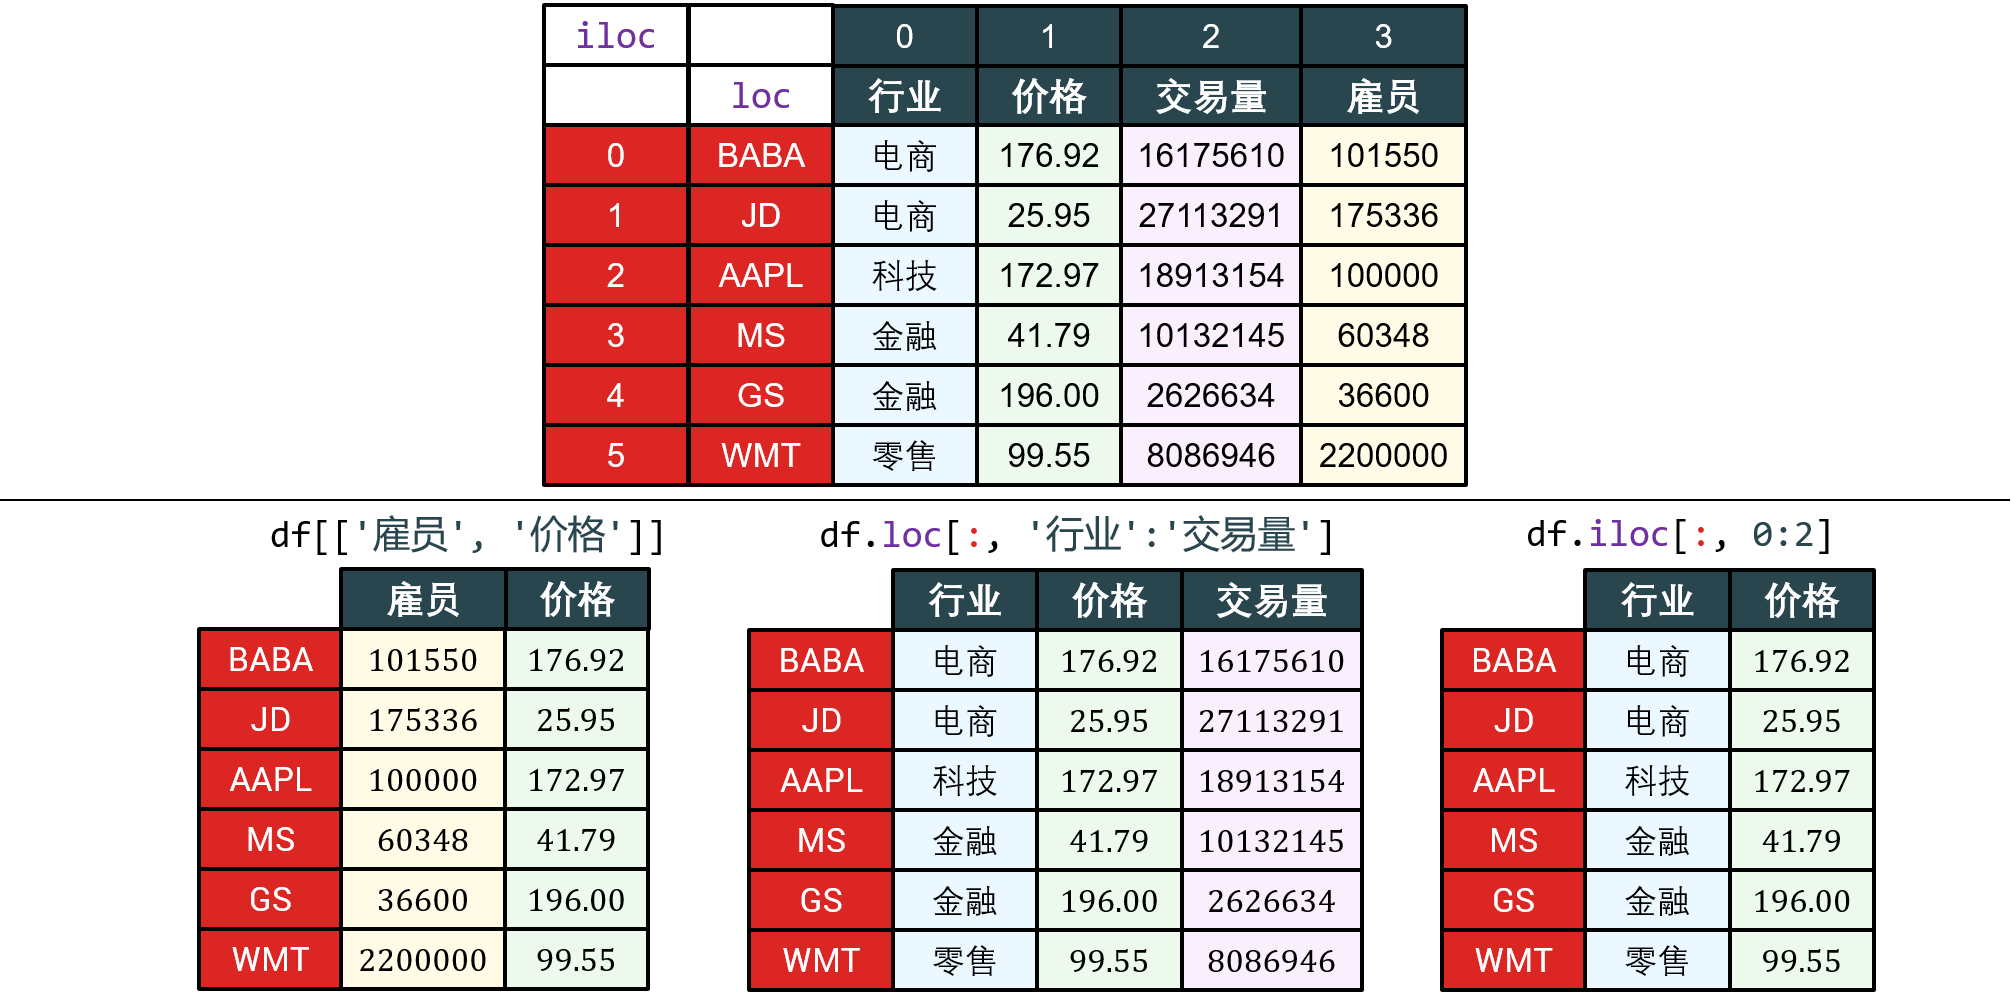 iloc 0 1 2 3
loc 行业 价格 交易量 雇员
0 BABA 电商 176.92 16175610 101550
1 JD 电商 25.95 27113291 175336
2 AAPL 科技 172.97 18913154 100000
3 MS 金融 41.79 10132145 60348
4 GS 金融 196.00 2626634 36600
5 WMT 零售 99.55 8086946 2200000
df[['雇员', '价格']]
雇员 价格
BABA 101550 176.92
JD 175336 25.95
AAPL 100000 172.97
MS 60348 41.79
GS 36600 196.00
WMT 2200000 99.55
df.loc[:, '行业':'交易量']
行业 价格 交易量
BABA 电商 176.92 16175610
JD 电商 25.95 27113291
AAPL 科技 172.97 18913154
MS 金融 41.79 10132145
GS 金融 196.00 2626634
WMT 零售 99.55 8086946
df.iloc[:, 0:2]
行业 价格
BABA 电商 176.92
JD 电商 25.95
AAPL 科技 172.97
MS 金融 41.79
GS 金融 196.00
WMT 零售 99.55